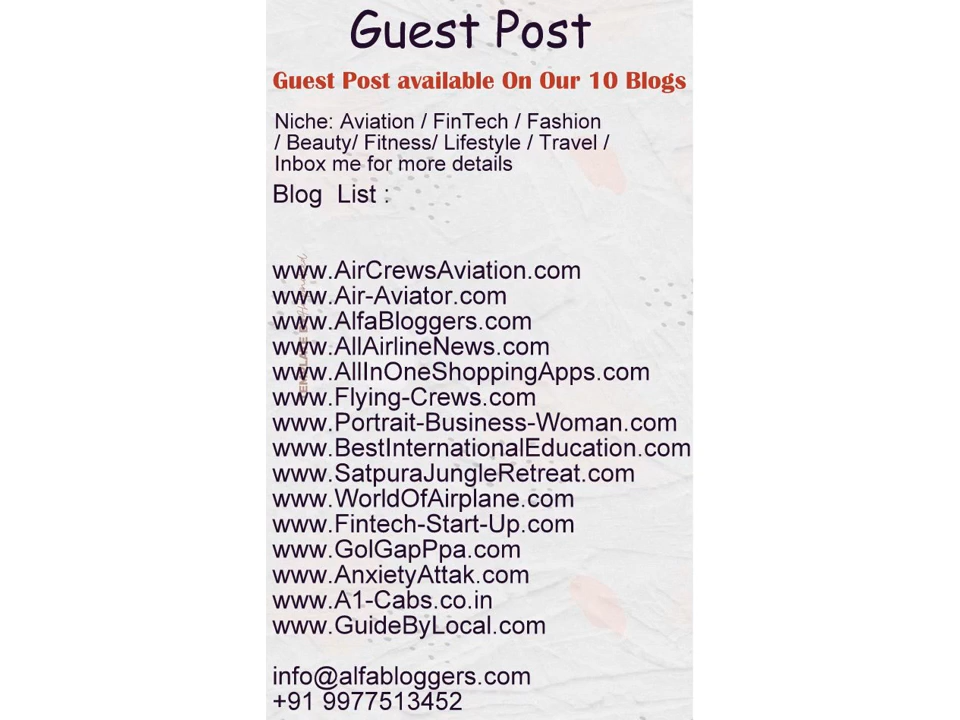 Guest Post
Guest Post available On Our 10 Blogs
Niche: Aviation / FinTech / Fashion
/ Beauty/ Fitness/ Lifestyle / Travel /
Inbox me for more details
Blog List :
www.AirCrewsAviation.com
www.Air-Aviator.com
www.AlfaBloggers.com
www.AllAirlineNews.com
www.AllInOneShoppingApps.com
www.Flying-Crews.com
www.Portrait-Business-Woman.com
www.BestInternationalEducation.com
www.SatpuraJungleRetreat.com
www.WorldOfAirplane.com
www.Fintech-Start-Up.com
www.GolGapPpa.com
www.AnxietyAttak.com
www.A1-Cabs.co.in
www.GuideByLocal.com
info@alfabloggers.com
+91 9977513452